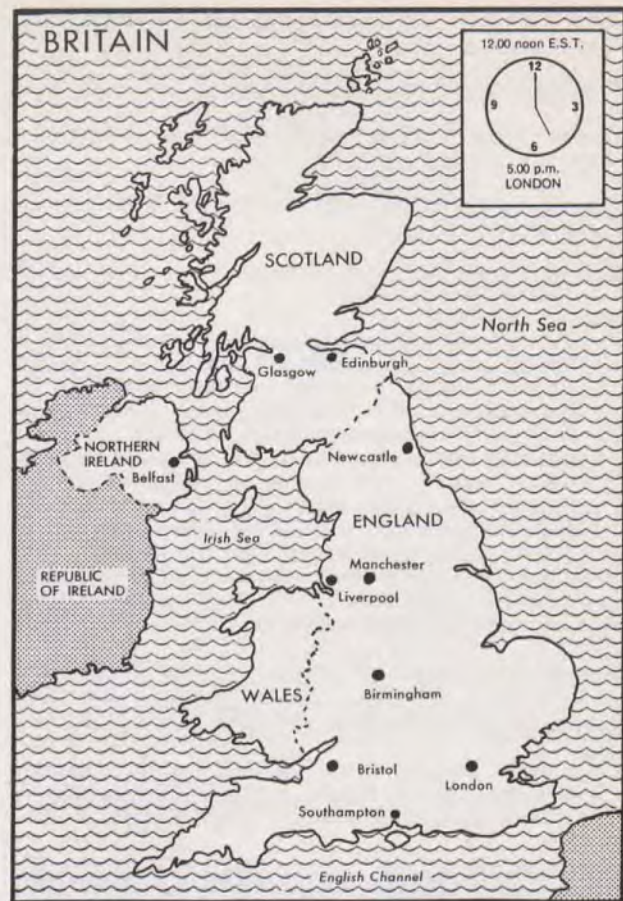 BRITAIN
12.00 noon E.S.T.
12
9
3
6
5.00 p.m.
LONDON
SCOTLAND
North Sea
Glasgow
Edinburgh
NORTHERN
IRELAND
Belfast
Newcastle
ENGLAND
Irish Sea
Manchester
Liverpool
REPUBLIC
OF IRELAND
WALES
Birmingham
Bristol
London
Southampton
English Channel